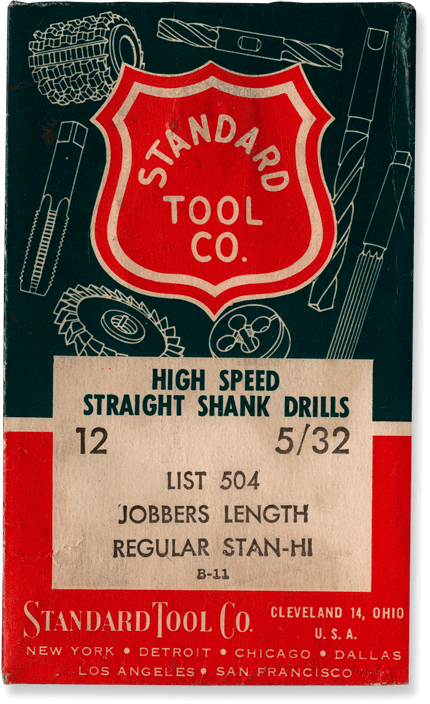 STANDARD
TOOL
CO.
HIGH SPEED
STRAIGHT SHANK DRILLS
12 5/32
LIST 504
JOBBERS LENGTH
REGULAR STAN-HI
B-11
STANDARD TOOL CO. CLEVELAND 14, OHIO
U. S. A.
NEW YORK • DETROIT • CHICAGO • DALLAS
LOS ANGELES • SAN FRANCISCO